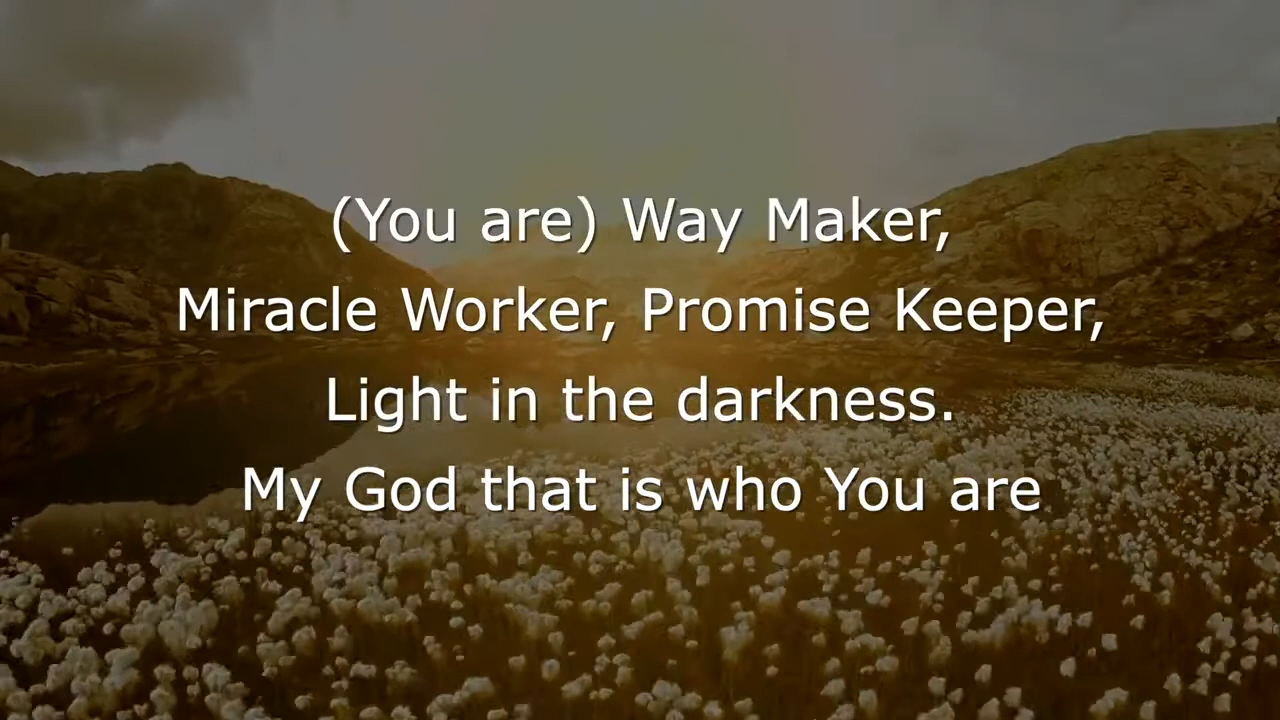 (You are) Way Maker,
Miracle Worker, Promise Keeper,
Light in the darkness.
My God that is who You are